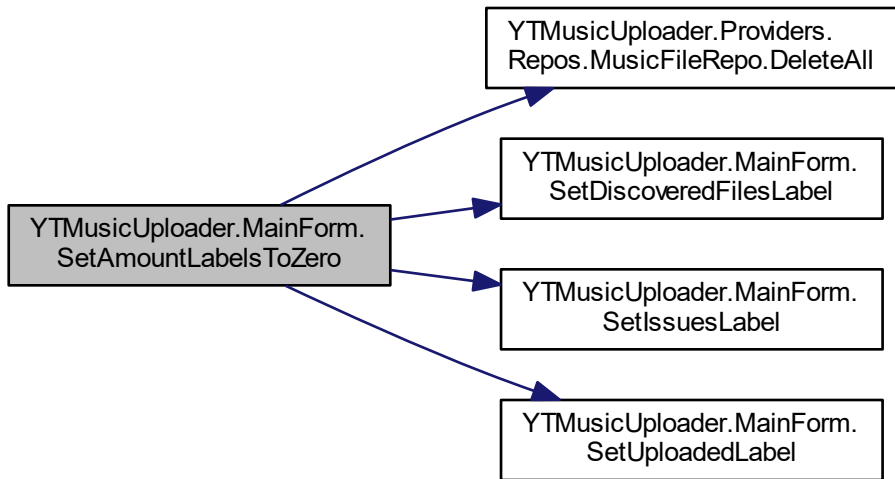 YTMusicUploader.MainForm.
SetAmountLabelsToZero
YTMusicUploader.Providers.
Repos.MusicFileRepo.DeleteAll
YTMusicUploader.MainForm.
SetDiscoveredFilesLabel
YTMusicUploader.MainForm.
SetIssuesLabel
YTMusicUploader.MainForm.
SetUploadedLabel